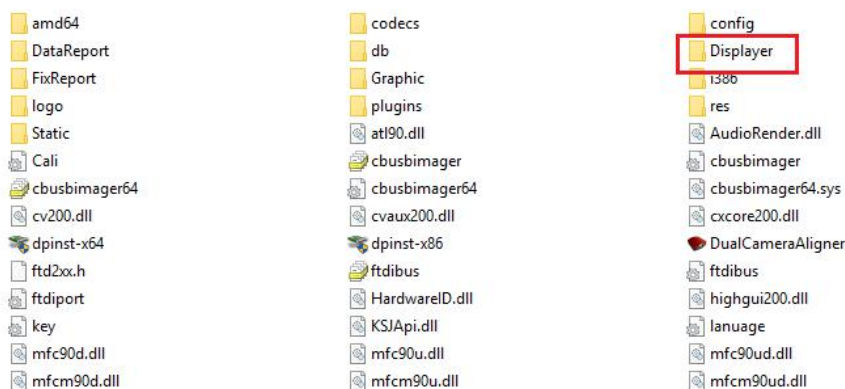 amd64 codecs config
DataReport db Displayer
FixReport Graphic i386
logo plugins res
Static atl90.dll AudioRender.dll
Cali cbusbimager cbusbimager
cbusbimager64 cbusbimager64 cbusbimager64.sys
cv200.dll cvaux200.dll cxcore200.dll
dpinst-x64 dpinst-x86 DualCameraAligner
ftd2xx.h ftdibus ftdibus
ftdiport HardwareID.dll highgui200.dll
key KSJApi.dll lanuage
mfc90d.dll mfc90u.dll mfc90ud.dll
mfcm90d.dll mfcm90u.dll mfcm90ud.dll